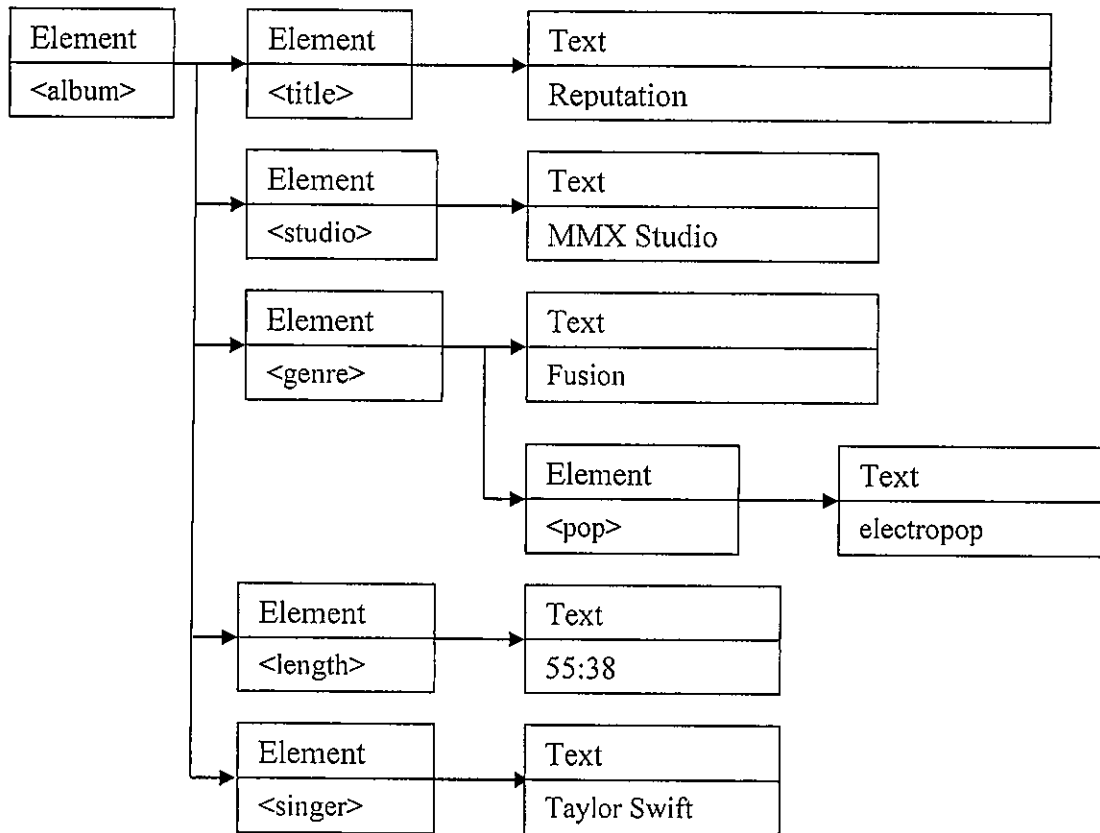 Element
<album>
Element
<title>
Text
Reputation
Element
<studio>
Text
MMX Studio
Element
<genre>
Text
Fusion
Element
<pop>
Text
electropop
Element
<length>
Text
55:38
Element
<singer>
Text
Taylor Swift